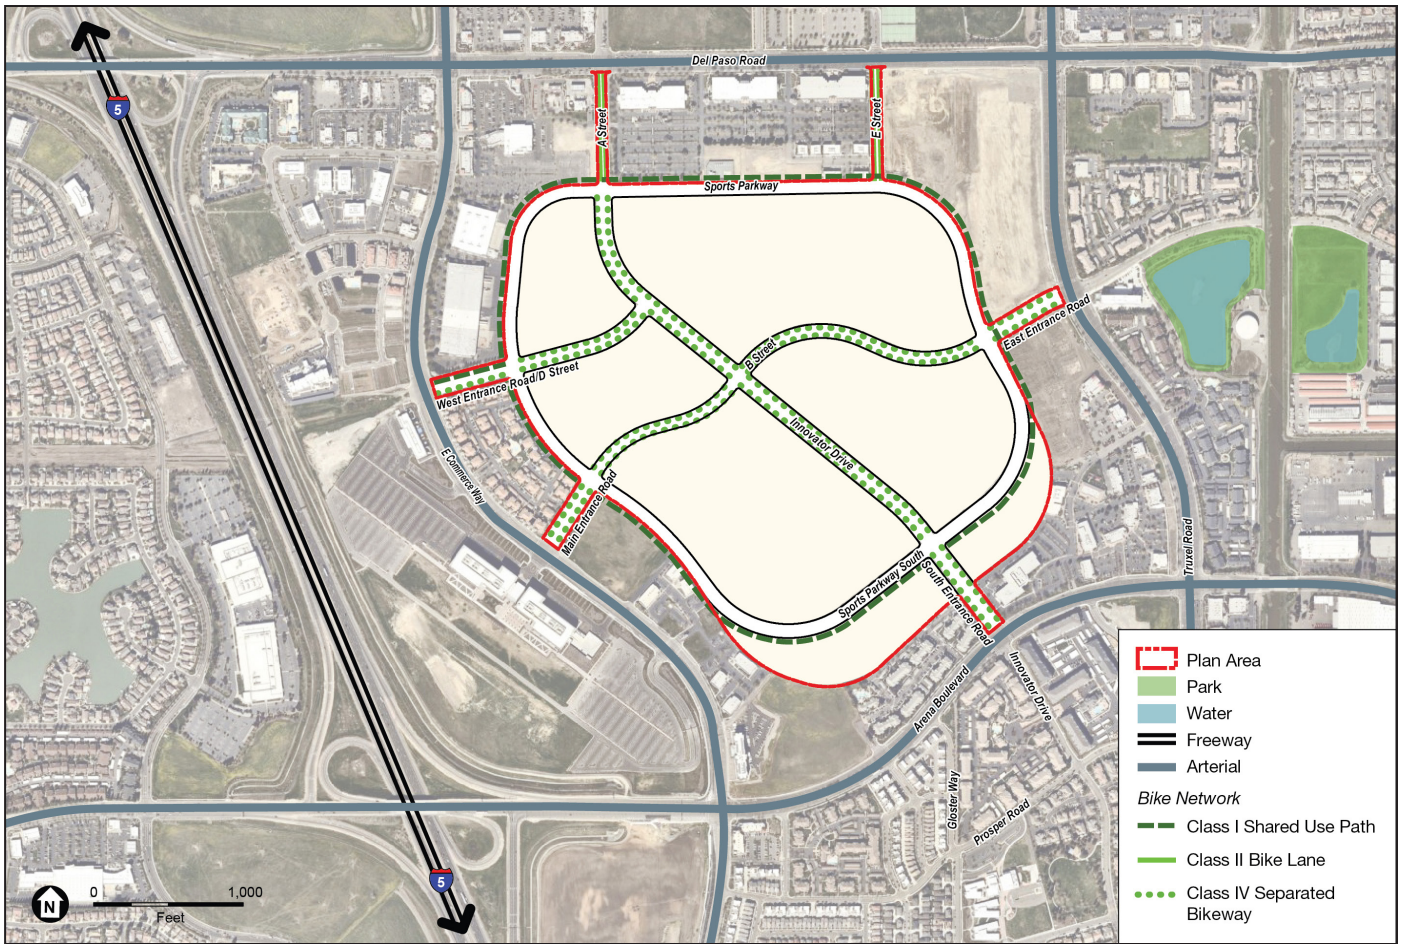 Del Paso Road
5
A Street
E Street
Sports Parkway
East Entrance Road
B Street
West Entrance Road/D Street
Innovator Drive
E Commerce Way
Main Entrance Road
Truxel Road
Sports Parkway South
South Entrance Road
Innovator Drive
Arena Boulevard
Gloster Way
Prosper Road
5
N
0 1,000
Feet
Plan Area
Park
Water
Freeway
Arterial
Bike Network
Class I Shared Use Path
Class II Bike Lane
Class IV Separated
Bikeway